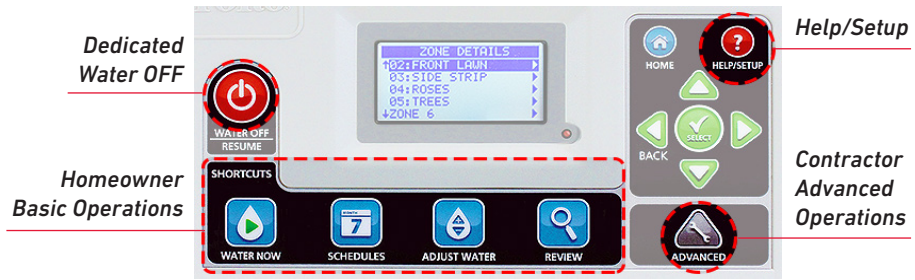 Dedicated
Water OFF
Homeowner
Basic Operations
ZONE DETAILS
↑02:FRONT LAWN
03:SIDE STRIP
04:ROSES
05:TREES
↓ZONE 6
WATER OFF
RESUME
SHORTCUTS
WATER NOW
MONTH
7
SCHEDULES
ADJUST WATER
REVIEW
HOME
?
HELP/SETUP
SELECT
BACK
ADVANCED
Help/Setup
Contractor
Advanced
Operations